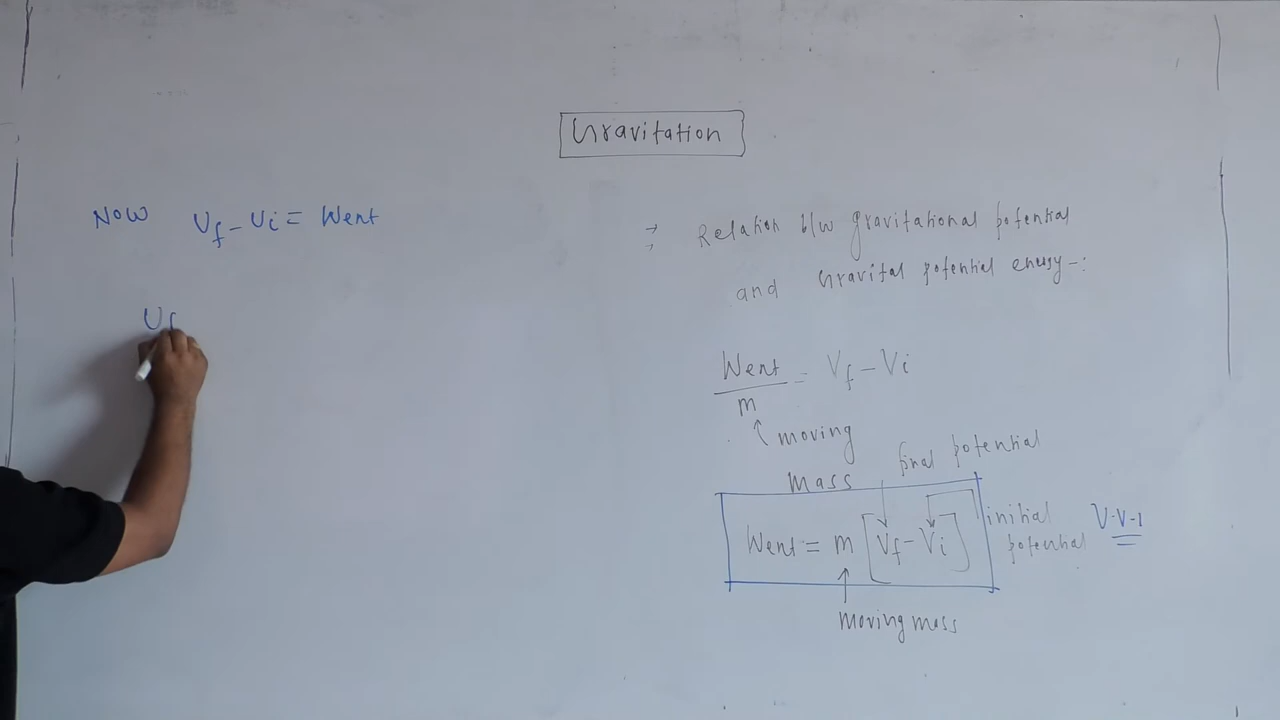 Gravitation
Now Uf - Ui = Went
Uf
⇒ Relation b/w gravitational potential
and Gravital potential enrsy -:
Went/m = Vf - Vi
moving
mass
final potential
initial
potential
V.V-I
Went = m [Vf - Vi]
moving mass